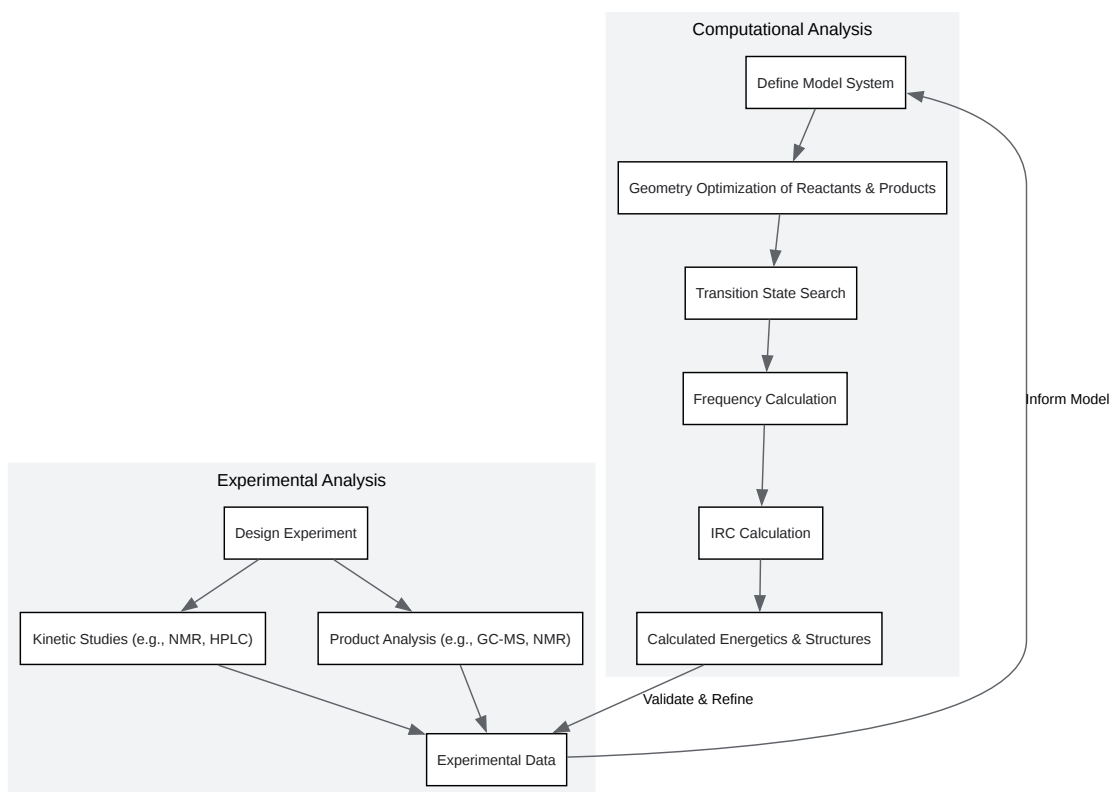 Computational Analysis
Define Model System
Geometry Optimization of Reactants & Products
Transition State Search
Frequency Calculation
Inform Model
IRC Calculation
Calculated Energetics & Structures
Validate & Refine
Experimental Analysis
Design Experiment
Kinetic Studies (e.g., NMR, HPLC)
Product Analysis (e.g., GC-MS, NMR)
Experimental Data